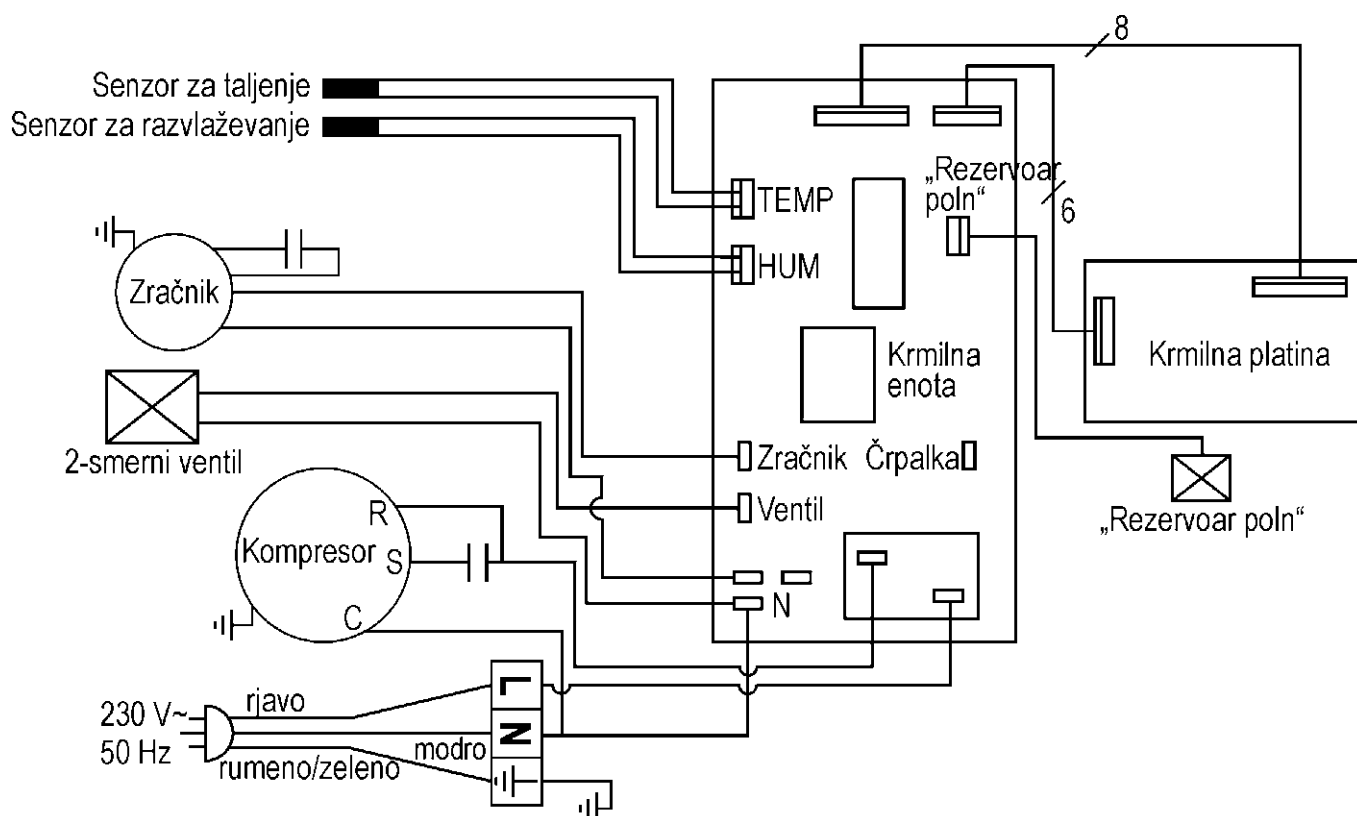 8
Senzor za taljenje
Senzor za razvlaževanje
„Rezervoar
poln“
6
TEMP
HUM
Zračnik
Krmilna platina
Krmilna
enota
2-smerni ventil
Zračnik
Črpalka
Ventil
„Rezervoar poln“
R
Kompresor
S
C
N
L
rjavo
230 V~
50 Hz
N
modro
rumeno/zeleno